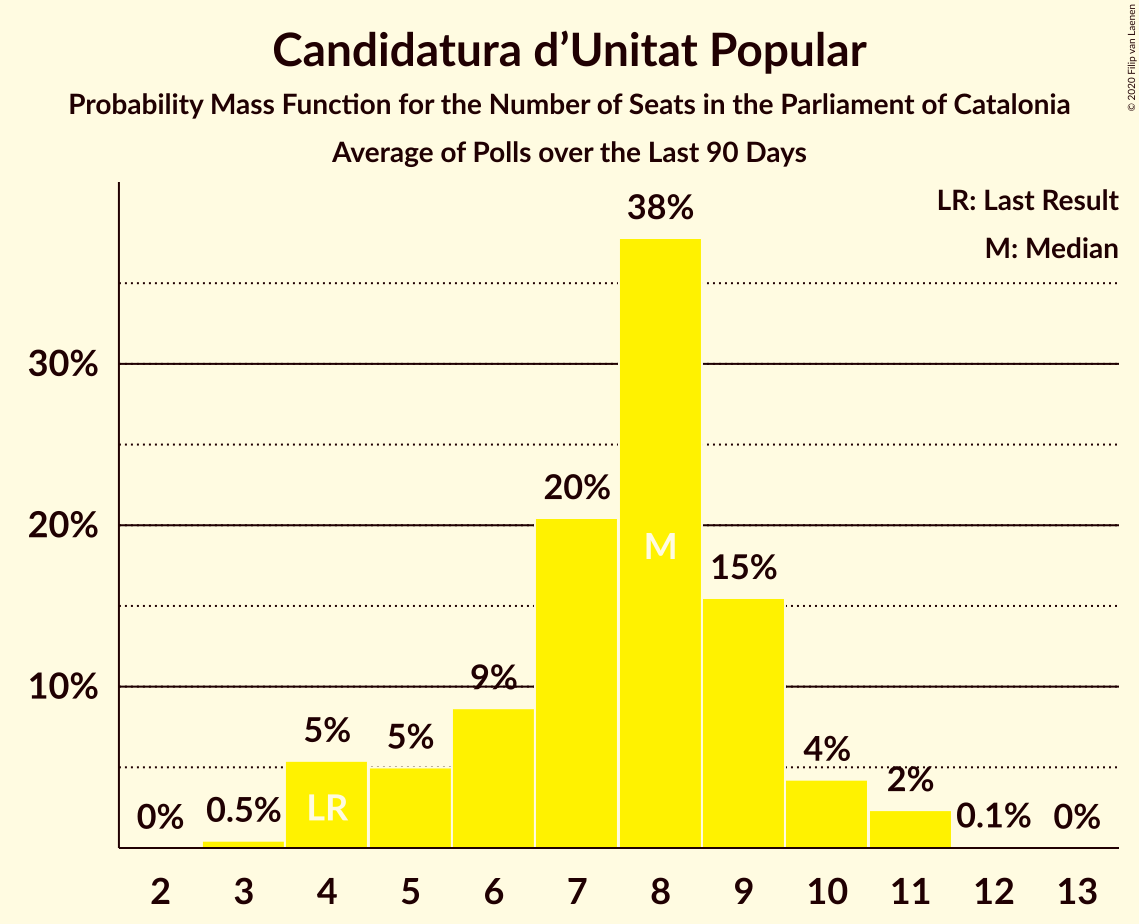 Candidatura d’Unitat Popular
Probability Mass Function for the Number of Seats in the Parliament of Catalonia
Average of Polls over the Last 90 Days
© 2020 Filip van Laenen
LR: Last Result
M: Median
38%
30%
20%
M
20%
15%
9%
10%
5%
5%
4%
2%
0%
0.5%
LR
0.1%
0%
2 3 4 5 6 7 8 9 10 11 12 13